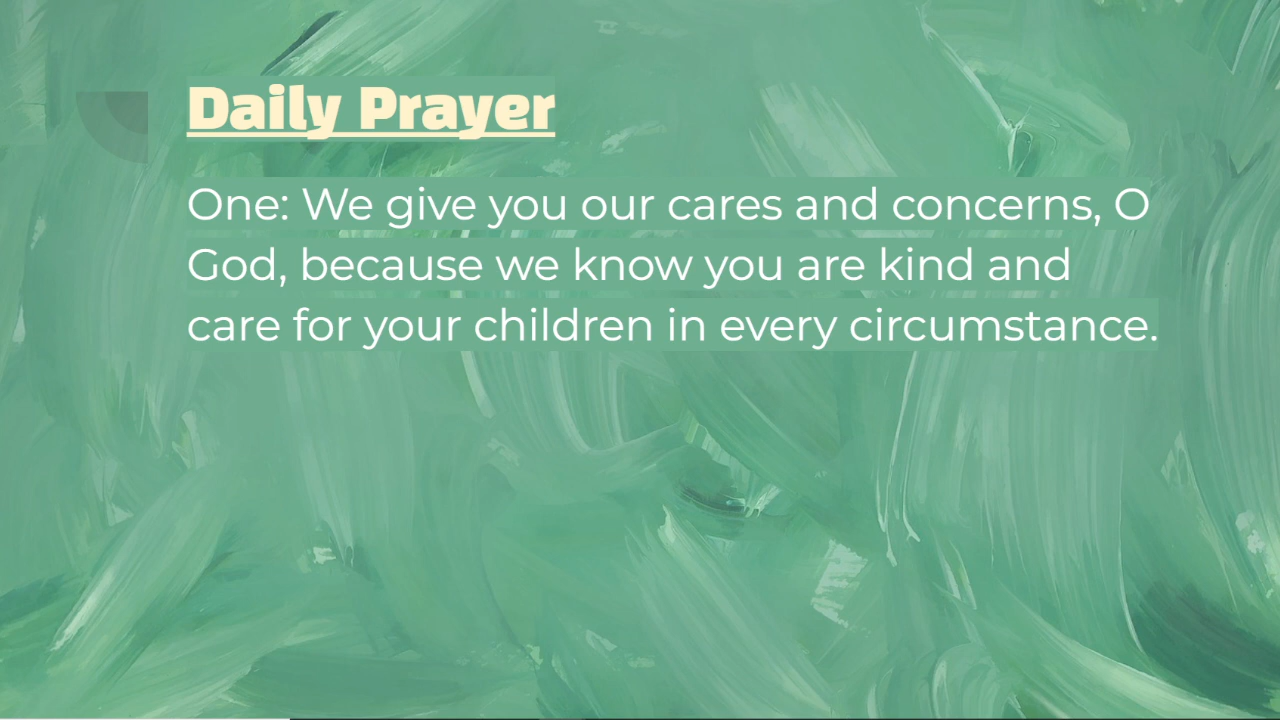 Daily Prayer
One: We give you our cares and concerns, O
God, because we know you are kind and
care for your children in every circumstance.